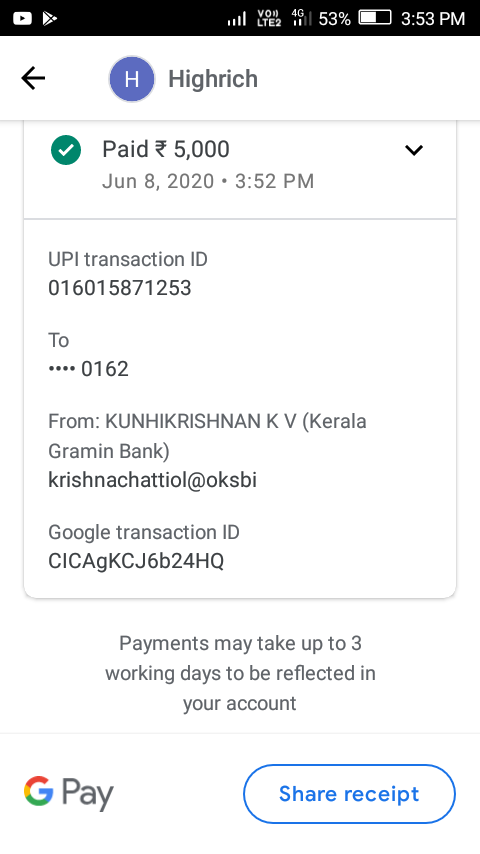 VO)) LTE2 4G 53% 3:53 PM
H Highrich
Paid ₹ 5,000
Jun 8, 2020 • 3:52 PM
UPI transaction ID
016015871253
To
•••• 0162
From: KUNHIKRISHNAN K V (Kerala
Gramin Bank)
krishnachattiol@oksbi
Google transaction ID
CICAgKCJ6b24HQ
Payments may take up to 3
working days to be reflected in
your account
G Pay
Share receipt